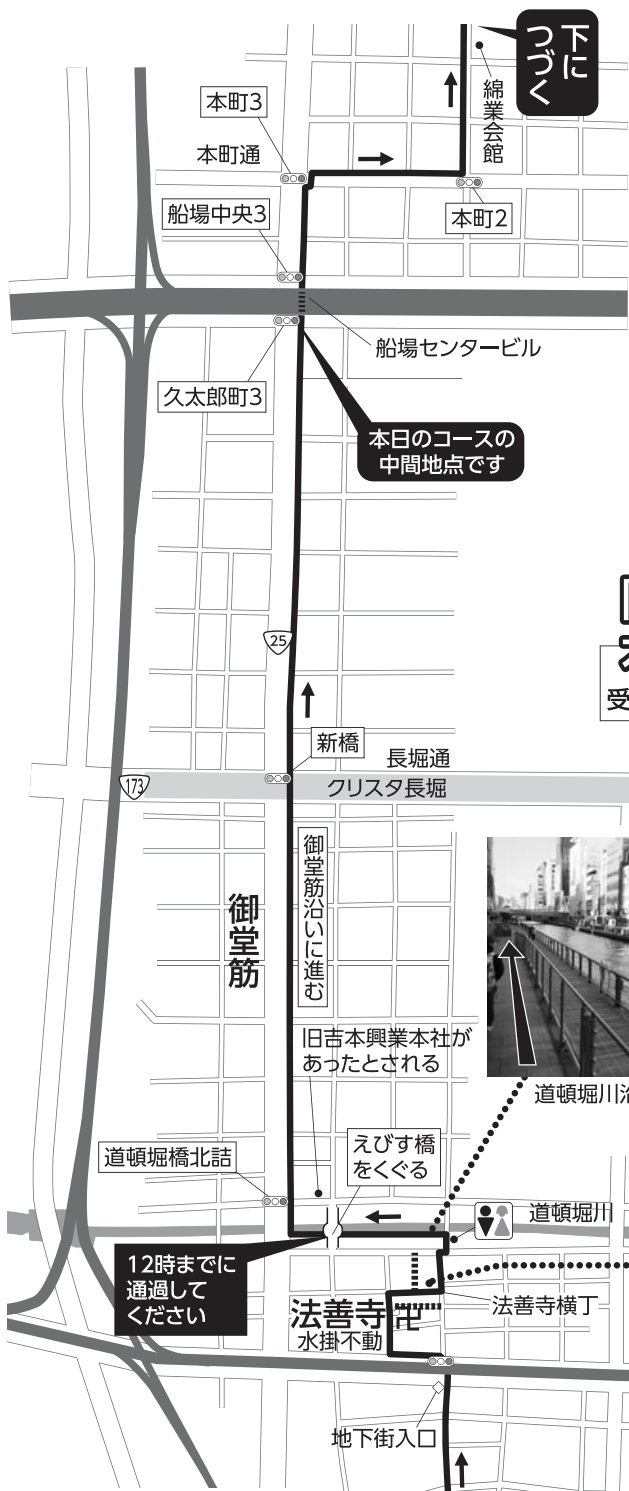 下に
つづく
綿業会館
本町3
本町通
船場中央3
本町2
船場センタービル
久太郎町3
本日のコースの
中間地点です
25
受
新橋
長堀通
173
クリスタ長堀
御堂筋沿いに進む
御堂筋
旧吉本興業本社が
あったとされる
道頓堀川沿
えびす橋
をくぐる
道頓堀橋北詰
道頓堀川
12時までに
通過して
ください
法善寺卍
水掛不動
法善寺横丁
地下街入口